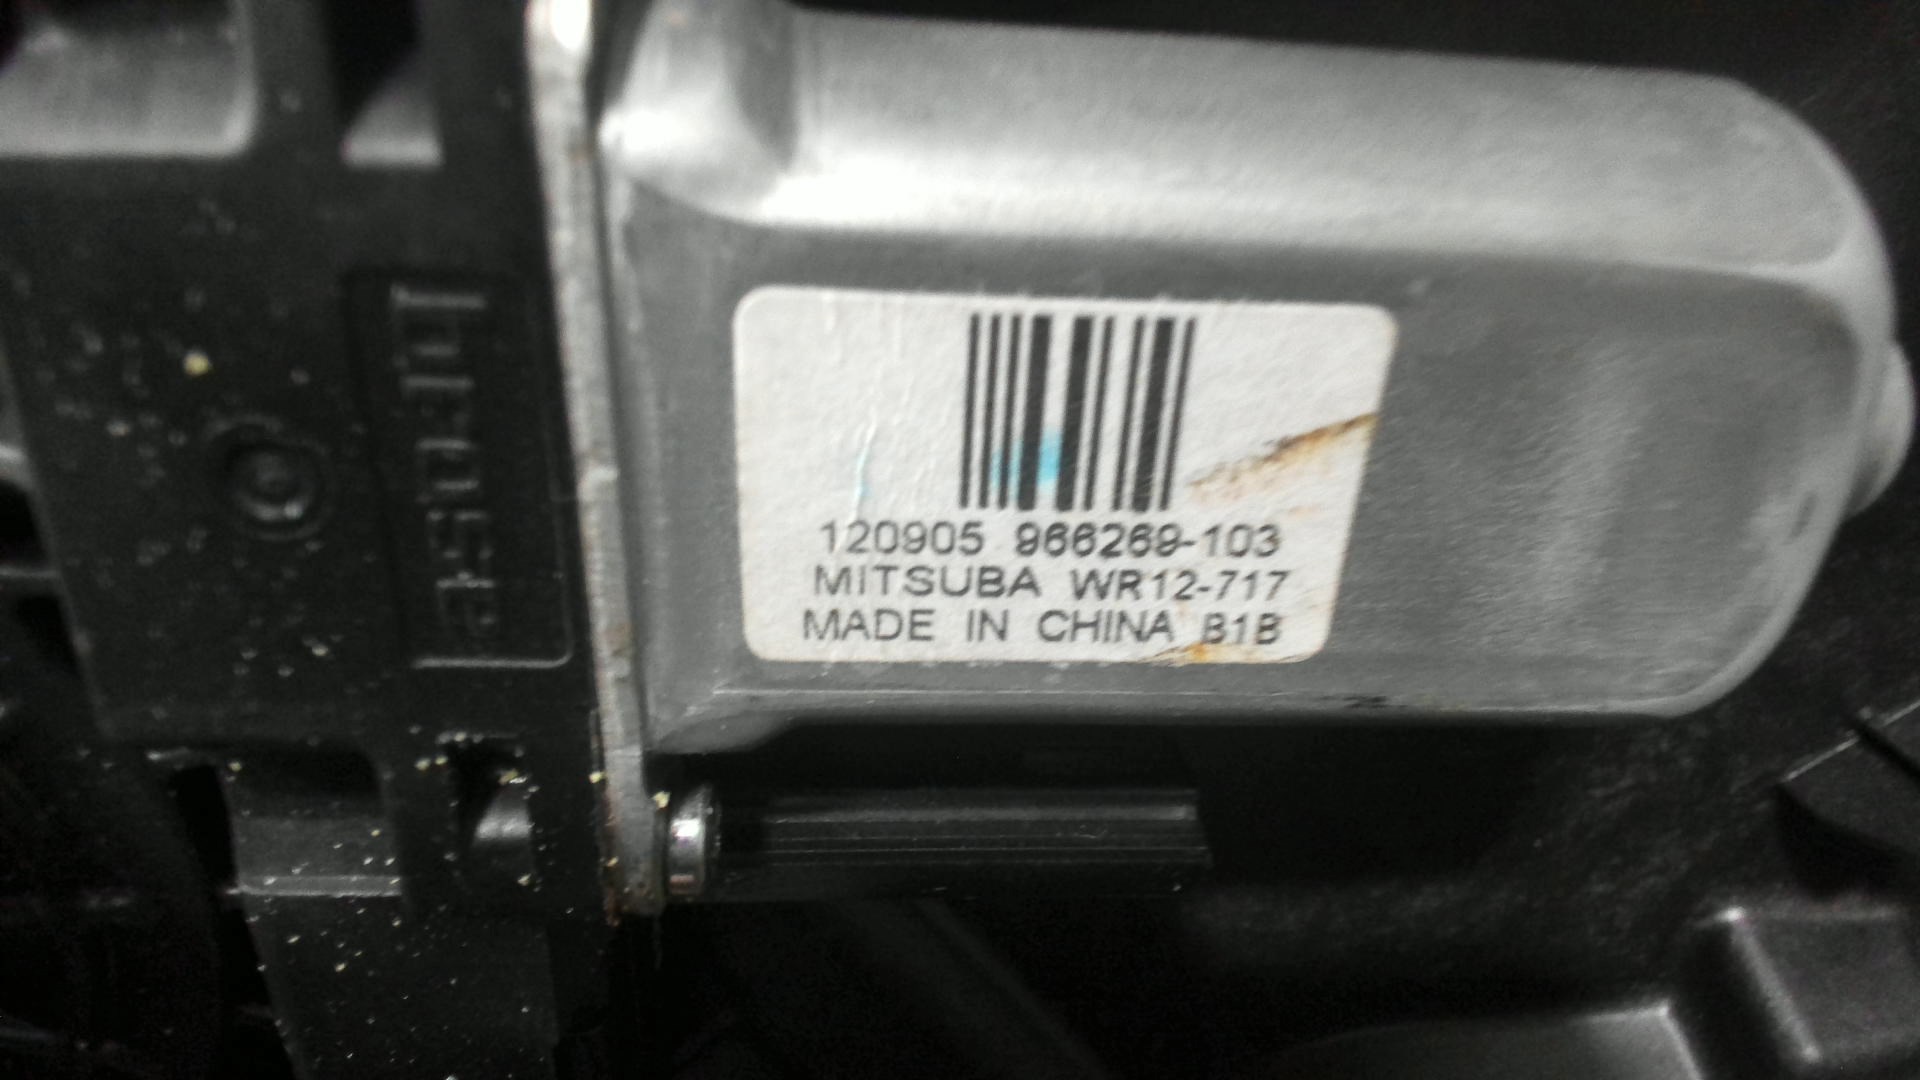 120905 966269-103
MITSUBA WR12-717
MADE IN CHINA B1B